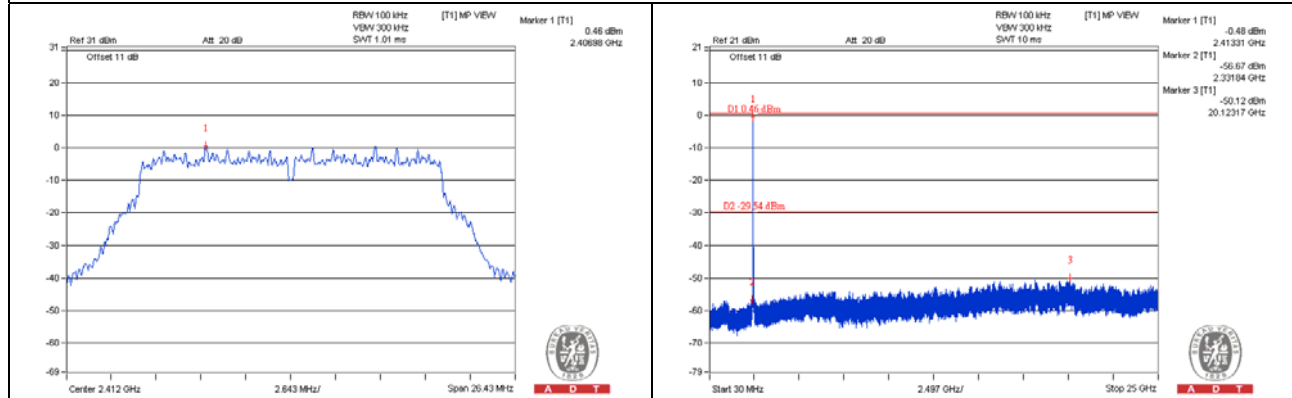 RBW 100 kHz [T1] MP VIEW
VBW 300 kHz
Ref 31 dBm Att 20 dB SWT 1.01 ms
Marker 1 [T1]
0.46 dBm
2.40698 GHz
31
Offset 11 dB
20
10
1
0
-10
-20
-30
-40
-50
-60
-69
Center 2.412 GHz 2.643 MHz/ Span 26.43 MHz
BUREAU VERITAS
1828
A D T
RBW 100 kHz [T1] MP VIEW
VBW 300 kHz
Ref 21 dBm Att 20 dB SWT 10 ms
Marker 1 [T1]
-0.48 dBm
2.41331 GHz
Marker 2 [T1]
-56.67 dBm
2.33184 GHz
Marker 3 [T1]
-50.12 dBm
20.12317 GHz
21
Offset 11 dB
10
1
D1 0.46 dBm
0
-10
-20
D2 -29.54 dBm
-30
-40
3
-50
2
-60
-70
-79
Start 30 MHz 2.497 GHz/ Stop 25 GHz
BUREAU VERITAS
1828
A D T